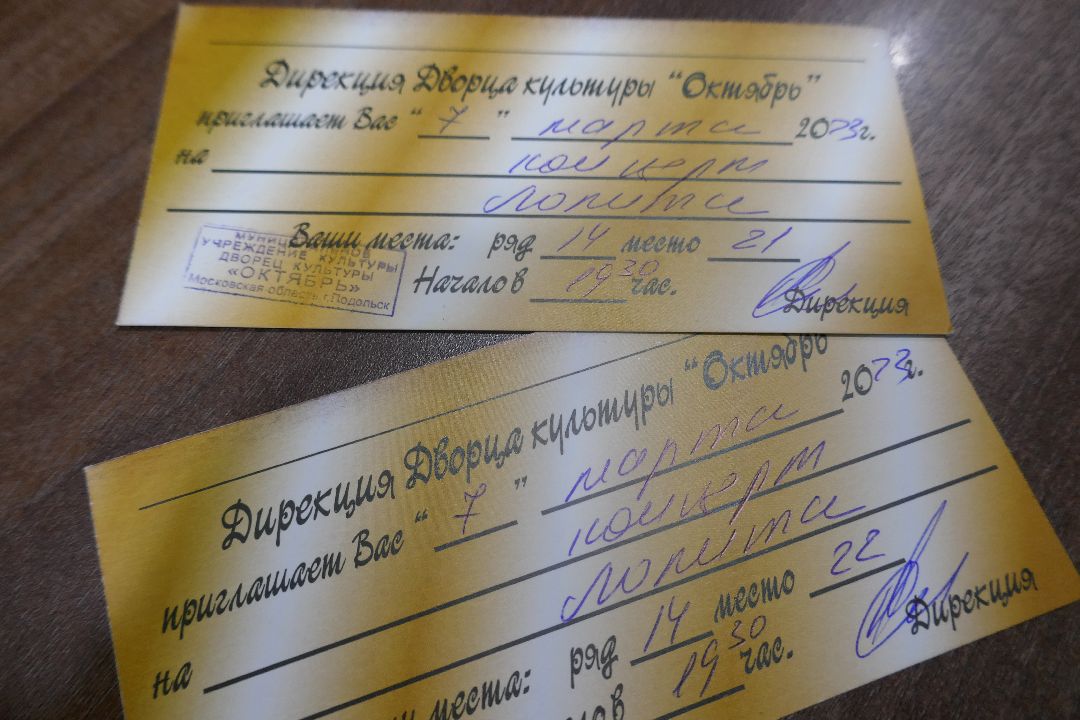 Дирекция Дворца культуры "Октябрь"
приглашает Вас "7" марта 2023г.
на концерт
Лолита
Ваши места: ряд 14 место 21
Начало в 19 30 час.
Дирекция
УЧРЕЖДЕНИЕ КУЛЬТУРЫ
ДВОРЕЦ КУЛЬТУРЫ
«ОКТЯБРЬ»
Московская область г.Подольск
Дирекция Дворца культуры "Октябрь
приглашает Вас "7" марта 2023г.
на концерт
Лолита
места: ряд 14 место 22
19 30 час.
Дирекция